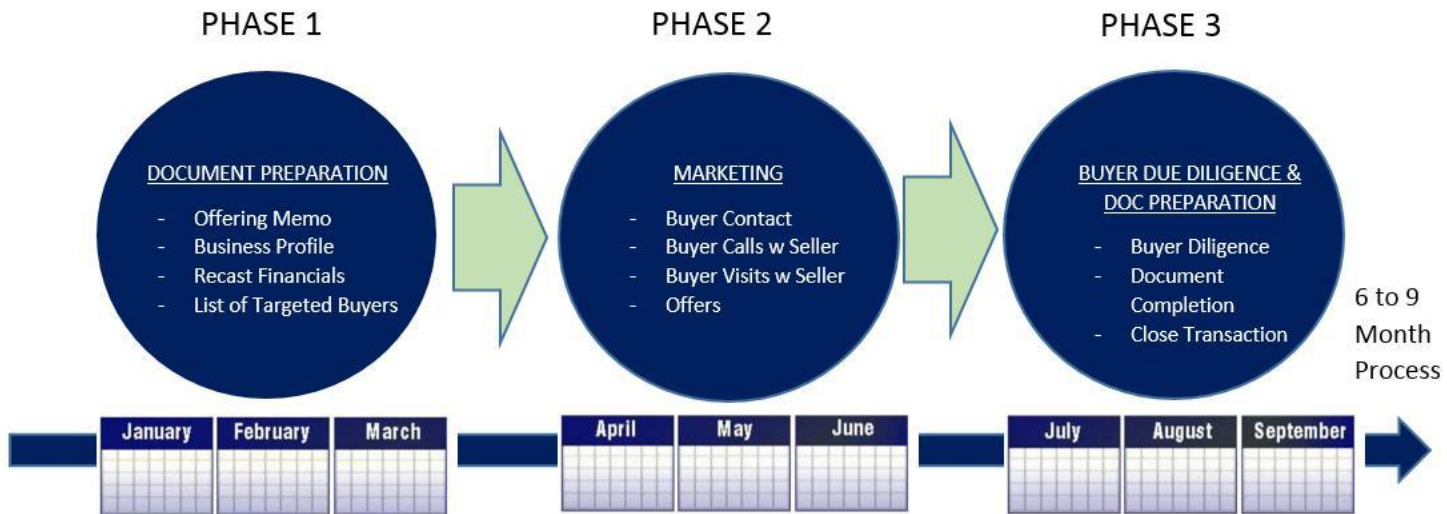 PHASE 1
DOCUMENT PREPARATION
- Offering Memo
- Business Profile
- Recast Financials
- List of Targeted Buyers
PHASE 2
MARKETING
- Buyer Contact
- Buyer Calls w Seller
- Buyer Visits w Seller
- Offers
PHASE 3
BUYER DUE DILIGENCE &
DOC PREPARATION
- Buyer Diligence
- Document
Completion
- Close Transaction
6 to 9
Month
Process
January
February
March
April
May
June
July
August
September